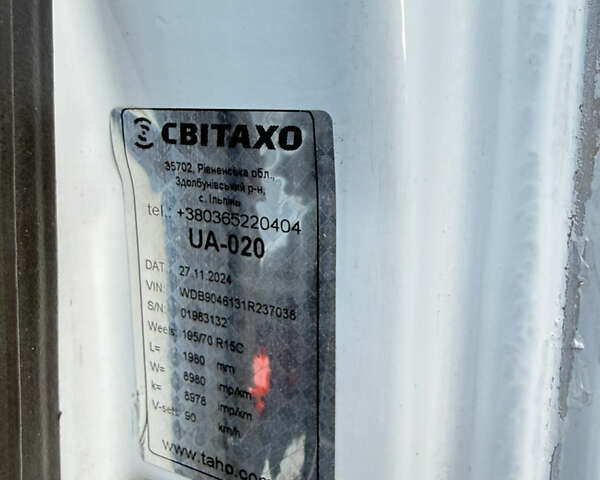 СВІТАХО
35702, Рівненська обл.,
Здолбунівський р-н,
с. Ільпінь
tel.: +380365220404
UA-020
DAT 27.11.2024
VIN: WDB9046131R237038
S/N: 01983132
Weels: 195/70 R15C
L= 1980 mm
W= 8980 imp/km
k= 8978 imp/km
V-sett 90 km/h
www.taho.com